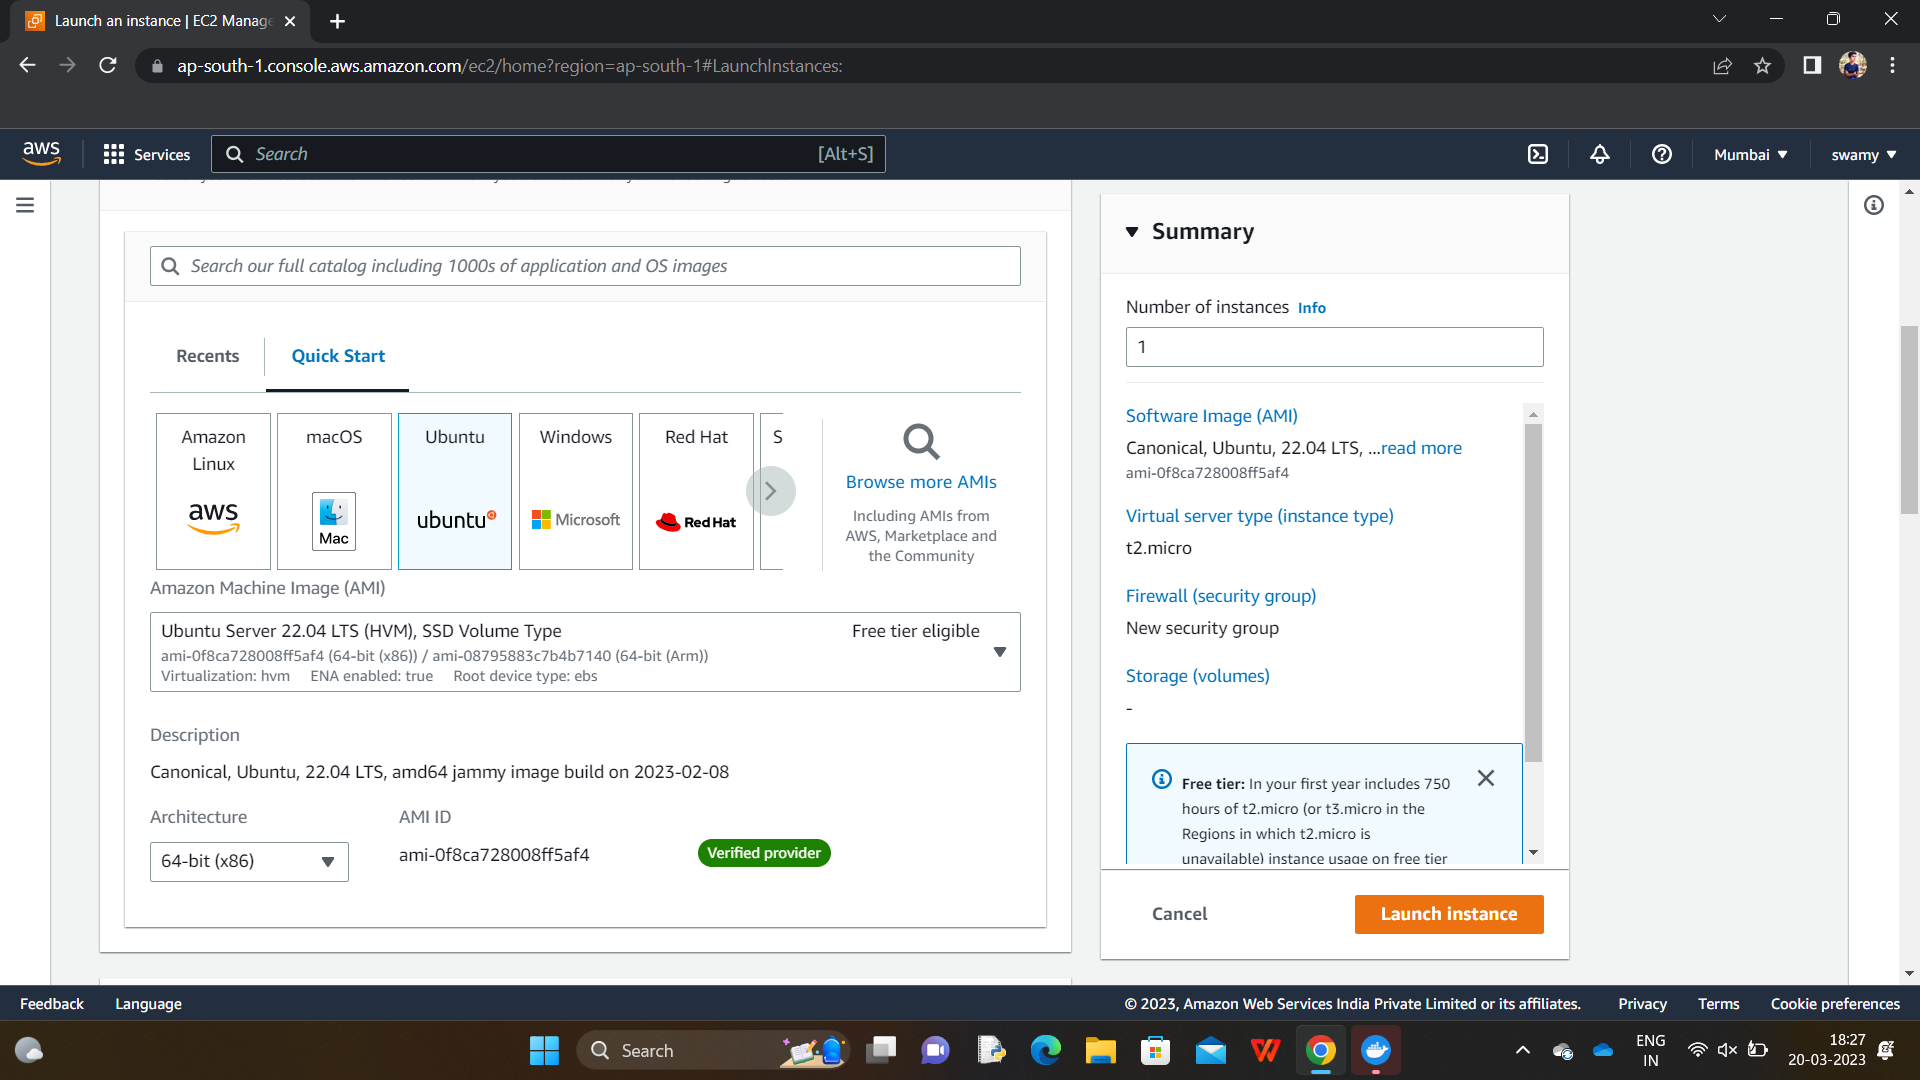 Launch an instance | EC2 Manage
ap-south-1.console.aws.amazon.com/ec2/home?region=ap-south-1#LaunchInstances:
aws
Services
Search
[Alt+S]
Mumbai
swamy
Search our full catalog including 1000s of application and OS images
Recents
Quick Start
Amazon
Linux
aws
macOS
Mac
Ubuntu
ubuntu
Windows
Microsoft
Red Hat
Red Hat
S
Browse more AMIs
Including AMIs from
AWS, Marketplace and
the Community
Amazon Machine Image (AMI)
Ubuntu Server 22.04 LTS (HVM), SSD Volume Type
Free tier eligible
ami-0f8ca728008ff5af4 (64-bit (x86)) / ami-08795883c7b4b7140 (64-bit (Arm))
Virtualization: hvm ENA enabled: true Root device type: ebs
Description
Canonical, Ubuntu, 22.04 LTS, amd64 jammy image build on 2023-02-08
Architecture
AMI ID
64-bit (x86)
ami-0f8ca728008ff5af4
Verified provider
Summary
Number of instances Info
1
Software Image (AMI)
Canonical, Ubuntu, 22.04 LTS, ...read more
ami-0f8ca728008ff5af4
Virtual server type (instance type)
t2.micro
Firewall (security group)
New security group
Storage (volumes)
-
Free tier: In your first year includes 750
hours of t2.micro (or t3.micro in the
Regions in which t2.micro is
unavailable) instance usage on free tier
Cancel
Launch instance
Feedback
Language
© 2023, Amazon Web Services India Private Limited or its affiliates.
Privacy
Terms
Cookie preferences
Search
ENG
IN
18:27
20-03-2023